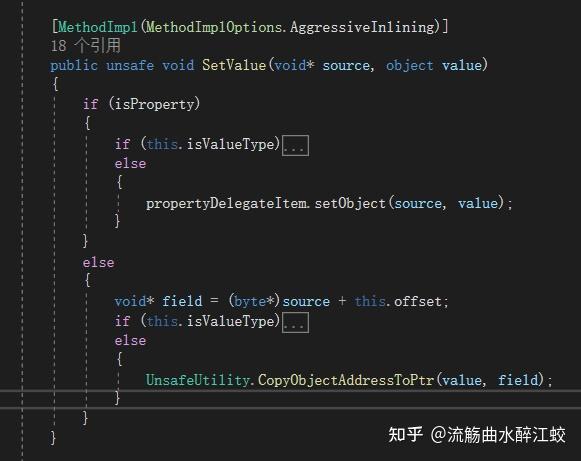 [MethodImpl(MethodImplOptions.AggressiveInlining)]
18 个引用
public unsafe void SetValue(void* source, object value)
{
if (isProperty)
{
if (this.isValueType)...
else
{
propertyDelegateItem.setObject(source, value);
}
}
else
{
void* field = (byte*)source + this.offset;
if (this.isValueType)...
else
{
UnsafeUtility.CopyObjectAddressToPtr(value, field);
}
}
}
知乎 @流觞曲水醉江蛟